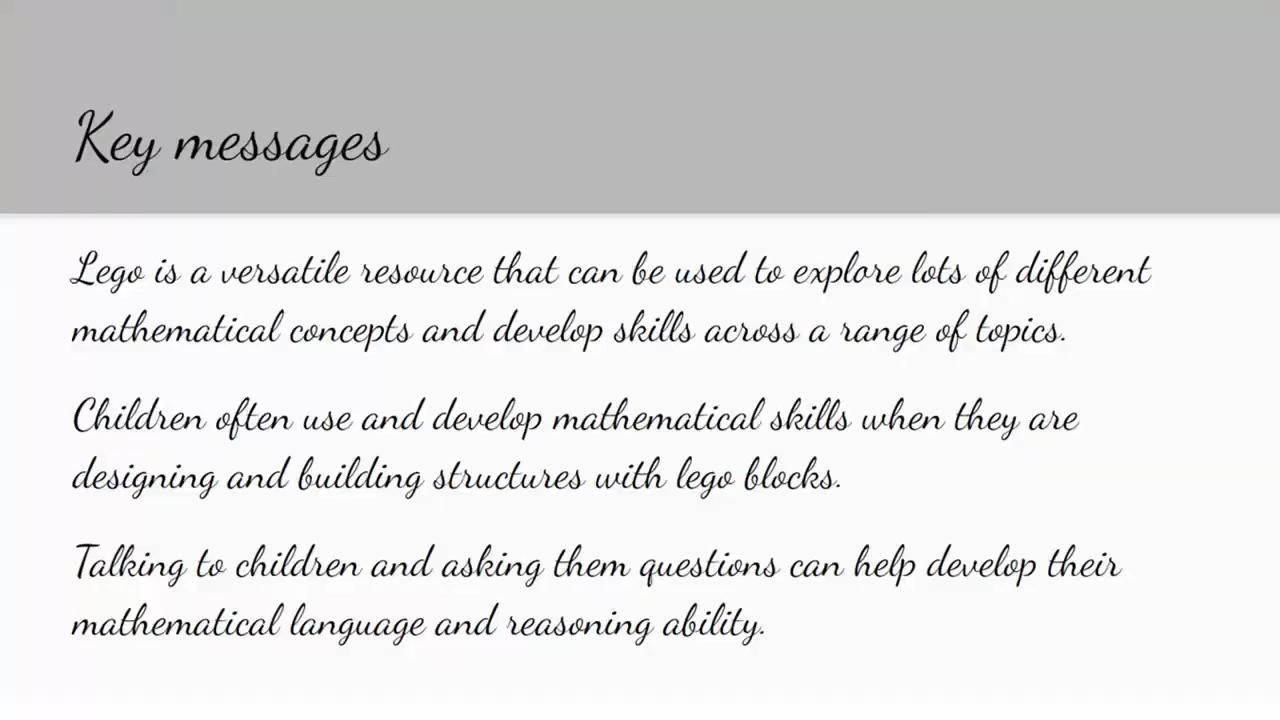 Key messages
Lego is a versatile resource that can be used to explore lots of different
mathematical concepts and develop skills across a range of topics.
Children often use and develop mathematical skills when they are
designing and building structures with lego blocks.
Talking to children and asking them questions can help develop their
mathematical language and reasoning ability.